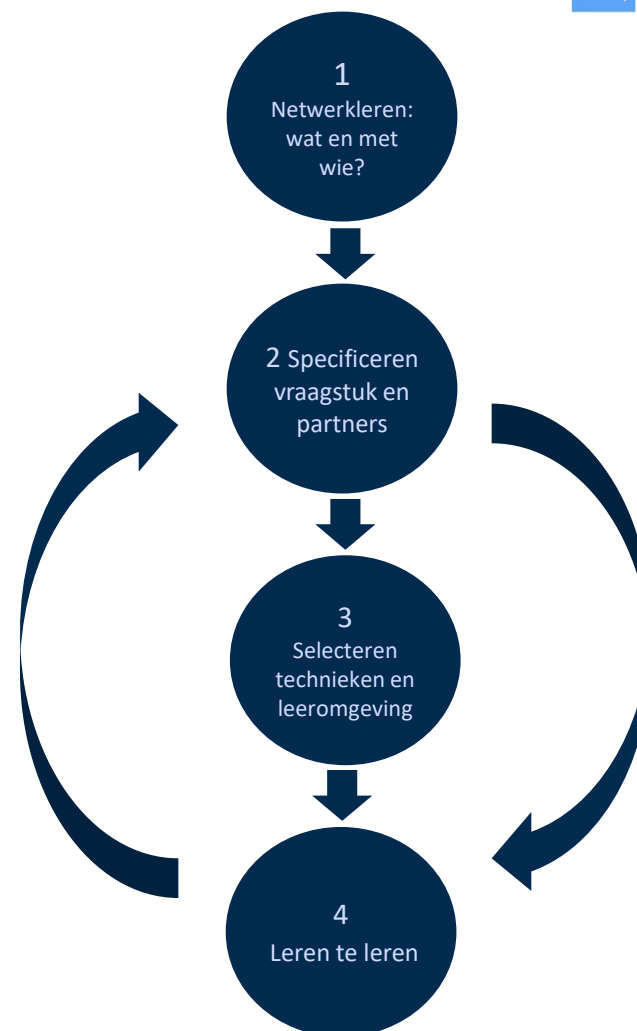 1
Netwerkleren:
wat en met
wie?
2 Specificeren
vraagstuk en
partners
3
Selecteren
technieken en
leeromgeving
4
Leren te leren